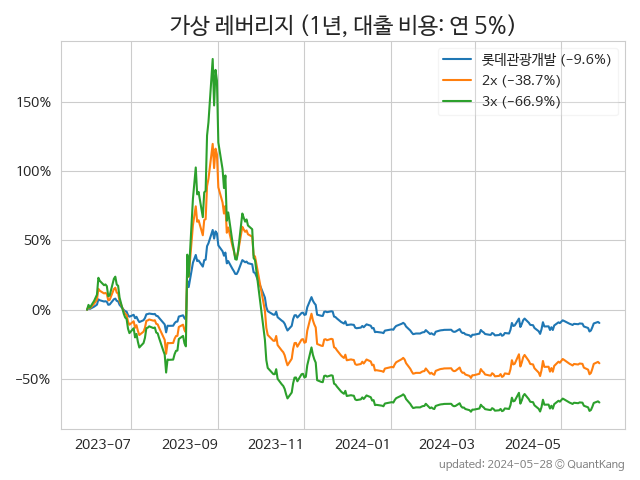 가상 레버리지 (1년, 대출 비용: 연 5%)
롯데관광개발 (−9.6%)
2x (−38.7%)
3x (−66.9%)
150%
100%
50%
0%
−50%
2023−07 2023−09 2023−11 2024−01 2024−03 2024−05
updated: 2024-05-28 © QuantKang